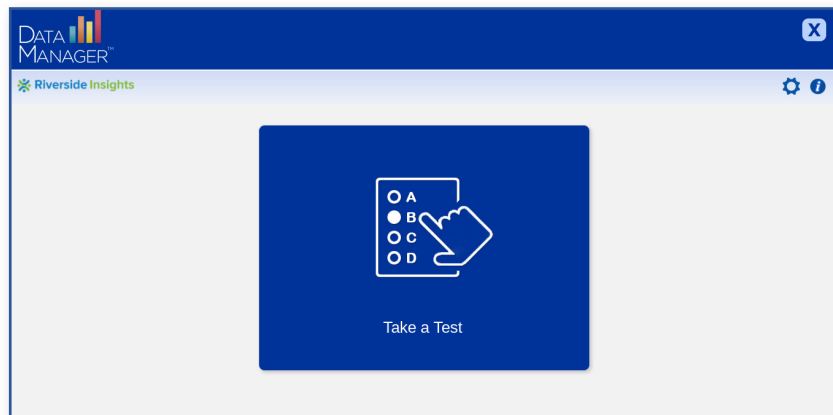 DATA
MANAGER™
X
Riverside Insights
i
A
B
C
D
Take a Test